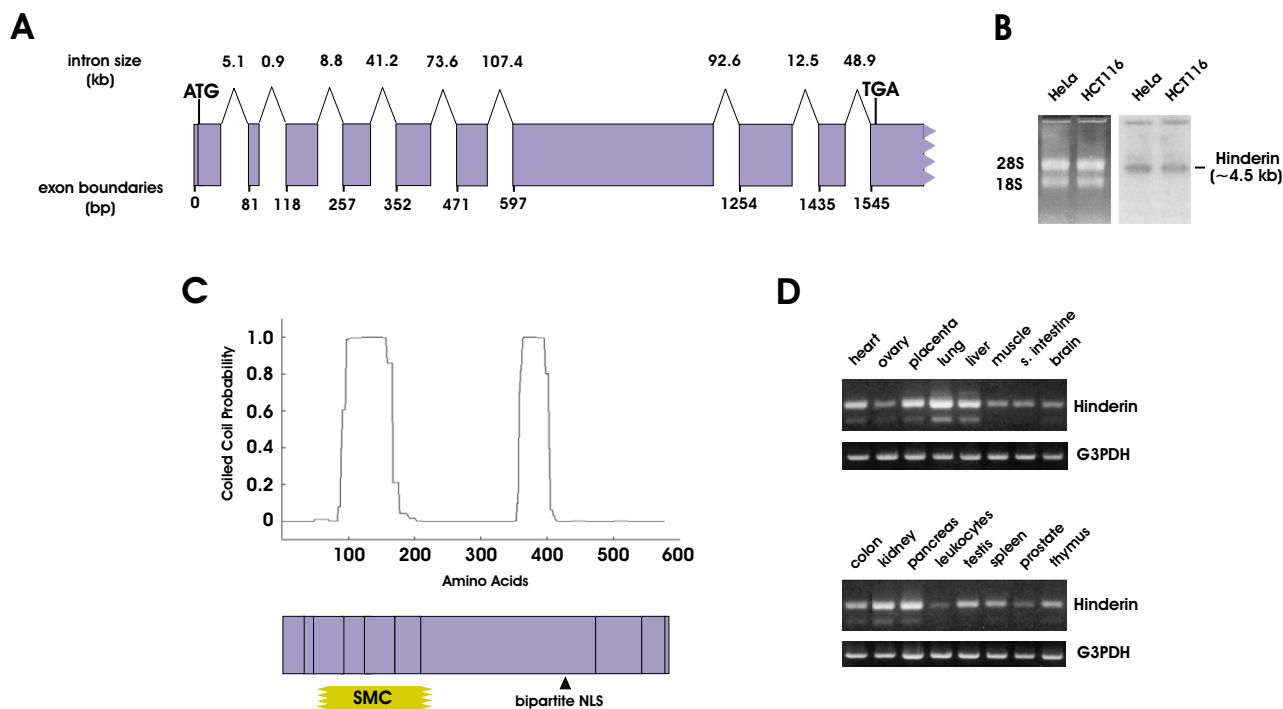 A
intron size
(kb)
5.1 0.9 8.8 41.2 73.6 107.4 92.6 12.5 48.9
ATG TGA
exon boundaries
(bp)
0 81 118 257 352 471 597 1254 1435 1545
B
HeLa HCT116 HeLa HCT116
28S
18S
Hinderin
(~4.5 kb)
C
Coiled Coil Probability
1.0
0.8
0.6
0.4
0.2
0
100 200 300 400 500 600
Amino Acids
SMC
bipartite NLS
D
heart ovary placenta lung liver muscle s. intestine brain
Hinderin
G3PDH
colon kidney pancreas leukocytes testis spleen prostate thymus
Hinderin
G3PDH